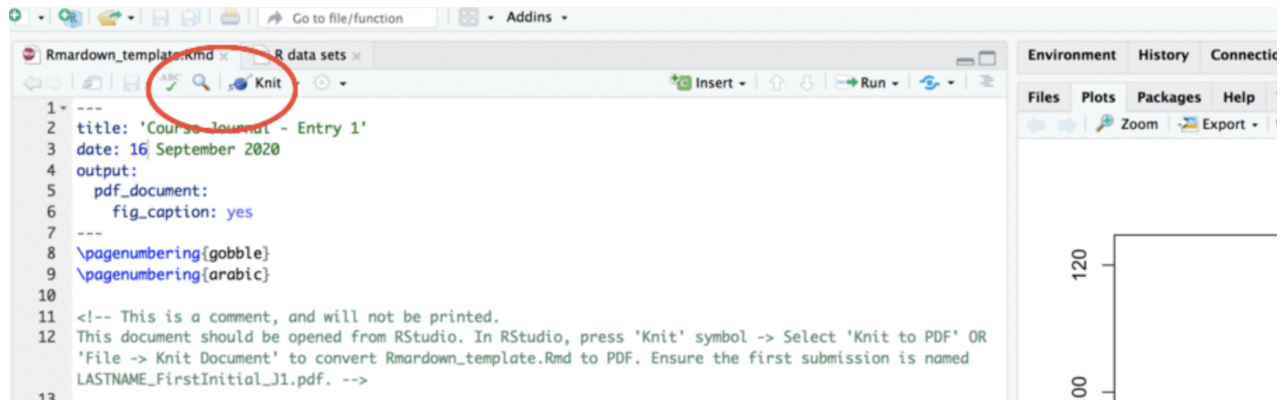 Go to file/function
Addins
Rmardown_template.Rmd
R data sets
Environment History
ABC
Knit
Insert
Run
Files Plots Packages Help
Zoom
Export
1 ---
2 title: 'Course Journal - Entry 1'
3 date: 16 September 2020
4 output:
5 pdf_document:
6 fig_caption: yes
7 ---
8 \pagenumbering{gobble}
9 \pagenumbering{arabic}
10
11 <!-- This is a comment, and will not be printed.
12 This document should be opened from RStudio. In RStudio, press 'Knit' symbol -> Select 'Knit to PDF' OR
'File -> Knit Document' to convert Rmardown_template.Rmd to PDF. Ensure the first submission is named
LASTNAME_FirstInitial_J1.pdf. -->
13
120